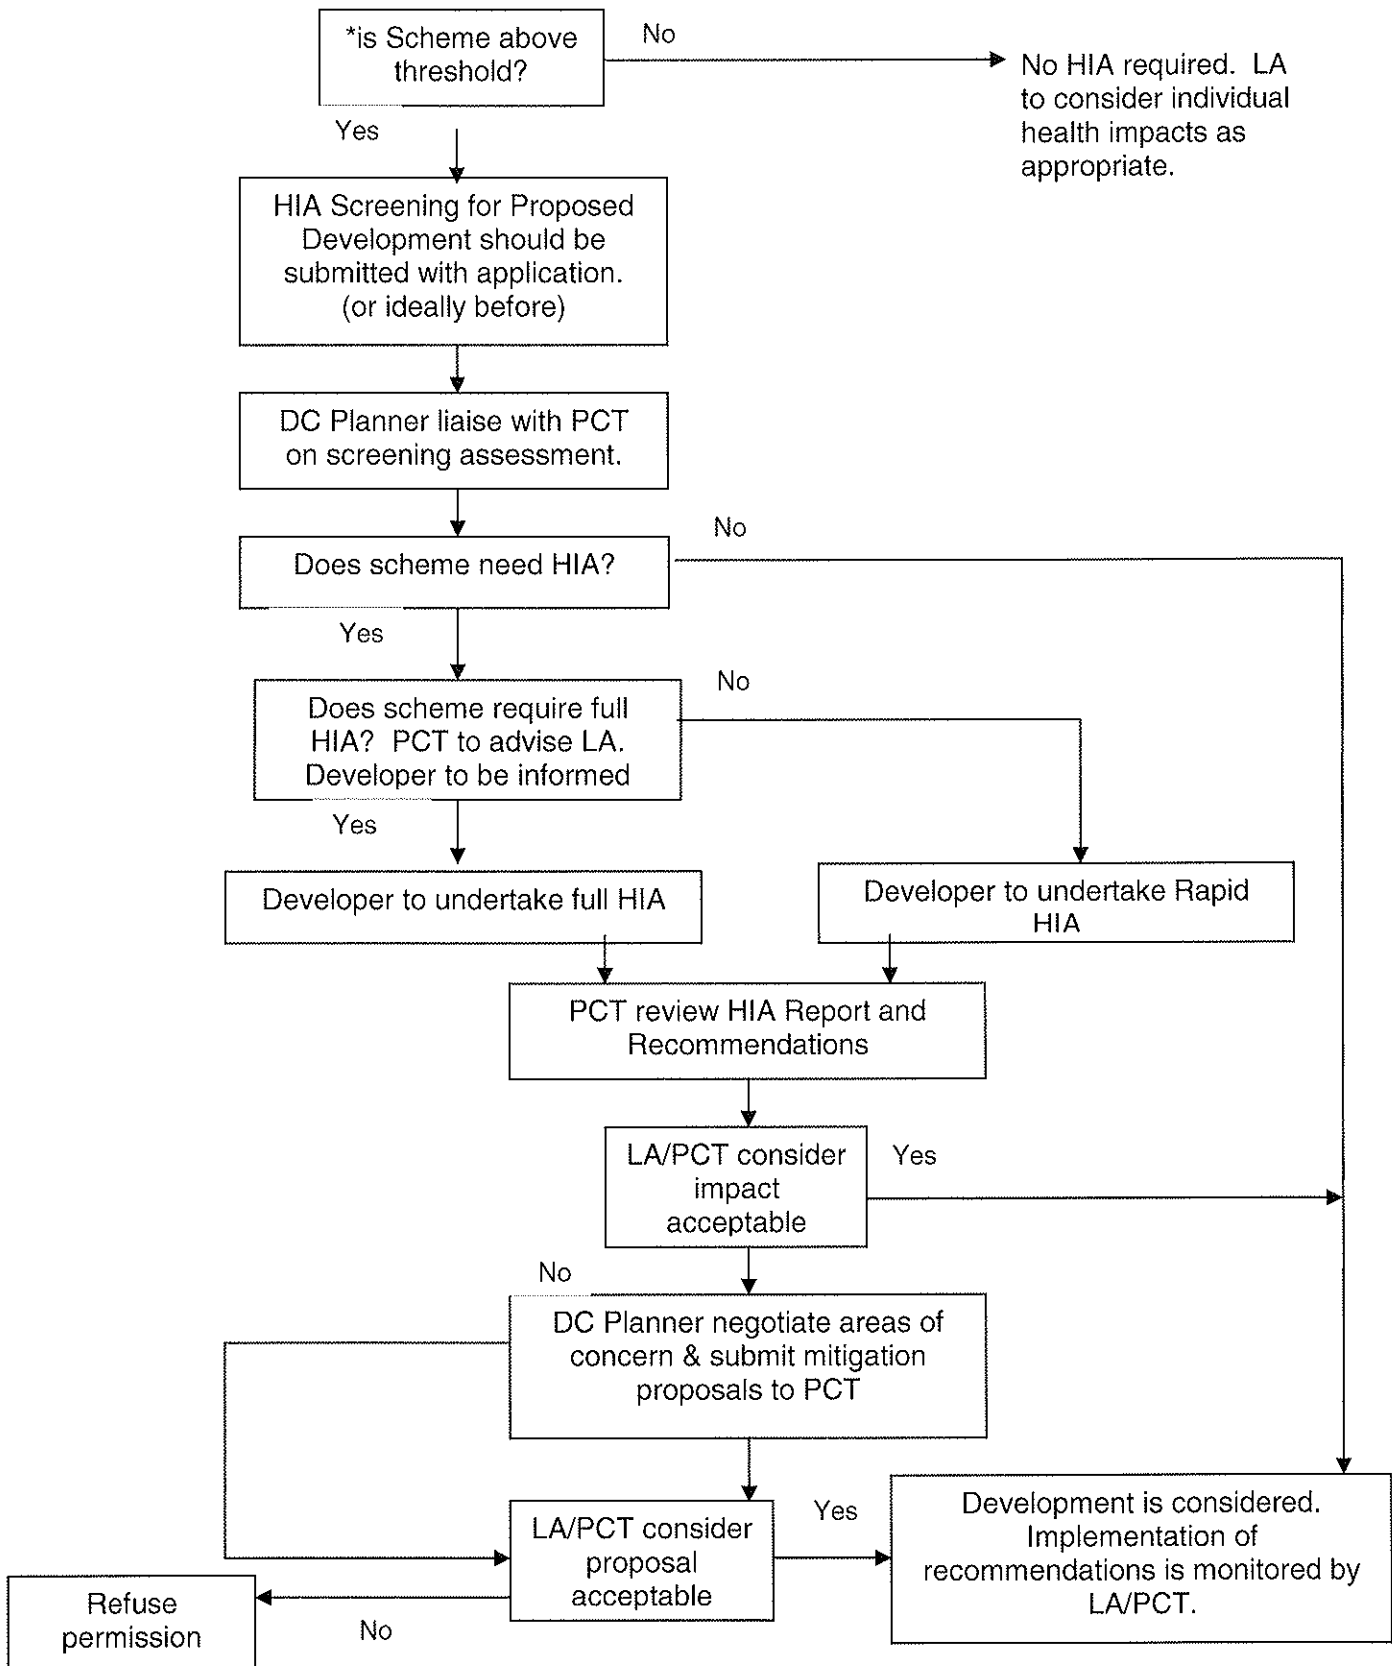 *is Scheme above
threshold?
No
No HIA required.  LA
to consider individual
health impacts as
appropriate.
Yes
HIA Screening for Proposed
Development should be
submitted with application.
(or ideally before)
DC Planner liaise with PCT
on screening assessment.
No
Does scheme need HIA?
Yes
No
Does scheme require full
HIA?  PCT to advise LA.
Developer to be informed
Yes
Developer to undertake full HIA
Developer to undertake Rapid
HIA
PCT review HIA Report and
Recommendations
LA/PCT consider
impact
acceptable
Yes
No
DC Planner negotiate areas of
concern & submit mitigation
proposals to PCT
LA/PCT consider
proposal
acceptable
Yes
Development is considered.
Implementation of
recommendations is monitored by
LA/PCT.
No
Refuse
permission